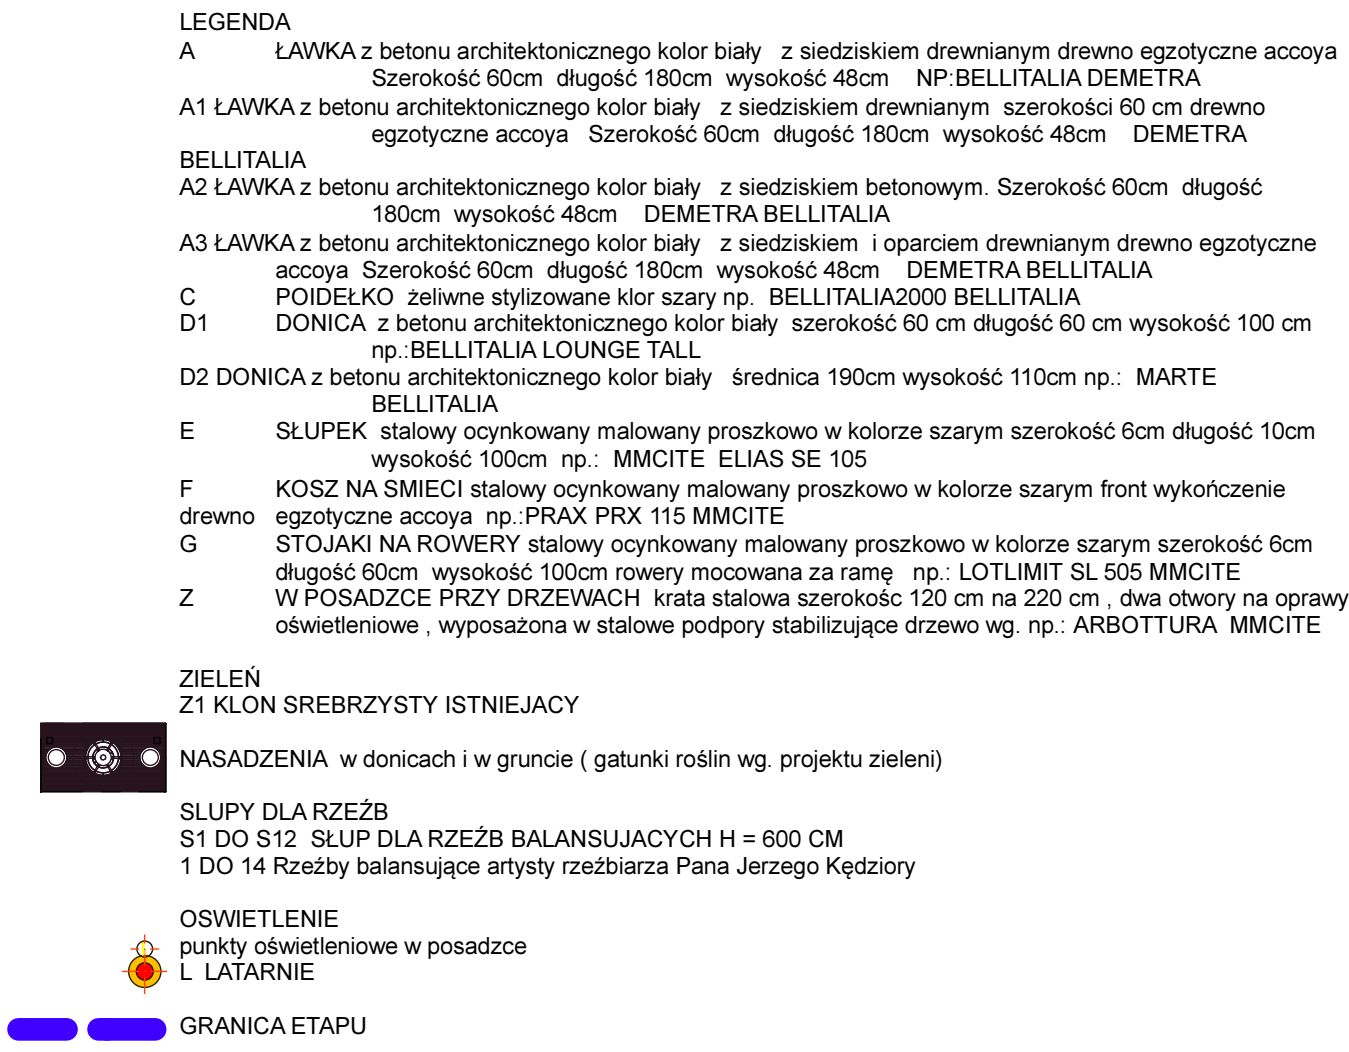 LEGENDA
A ŁAWKA z betonu architektonicznego kolor biały z siedziskiem drewnianym drewno egzotyczne accoya
Szerokość 60cm długość 180cm wysokość 48cm NP:BELLITALIA DEMETRA
A1 ŁAWKA z betonu architektonicznego kolor biały z siedziskiem drewnianym szerokości 60 cm drewno
egzotyczne accoya Szerokość 60cm długość 180cm wysokość 48cm DEMETRA
BELLITALIA
A2 ŁAWKA z betonu architektonicznego kolor biały z siedziskiem betonowym. Szerokość 60cm długość
180cm wysokość 48cm DEMETRA BELLITALIA
A3 ŁAWKA z betonu architektonicznego kolor biały z siedziskiem i oparciem drewnianym drewno egzotyczne
accoya Szerokość 60cm długość 180cm wysokość 48cm DEMETRA BELLITALIA
C POIDEŁKO żeliwne stylizowane klor szary np. BELLITALIA2000 BELLITALIA
D1 DONICA z betonu architektonicznego kolor biały szerokość 60 cm długość 60 cm wysokość 100 cm
np.:BELLITALIA LOUNGE TALL
D2 DONICA z betonu architektonicznego kolor biały średnica 190cm wysokość 110cm np.: MARTE
BELLITALIA
E SŁUPEK stalowy ocynkowany malowany proszkowo w kolorze szarym szerokość 6cm długość 10cm
wysokość 100cm np.: MMCITE ELIAS SE 105
F KOSZ NA SMIECI stalowy ocynkowany malowany proszkowo w kolorze szarym front wykończenie
drewno egzotyczne accoya np.:PRAX PRX 115 MMCITE
G STOJAKI NA ROWERY stalowy ocynkowany malowany proszkowo w kolorze szarym szerokość 6cm
długość 60cm wysokość 100cm rowery mocowana za ramę np.: LOTLIMIT SL 505 MMCITE
Z W POSADZCE PRZY DRZEWACH krata stalowa szerokośc 120 cm na 220 cm , dwa otwory na oprawy
oświetleniowe , wyposażona w stalowe podpory stabilizujące drzewo wg. np.: ARBOTTURA MMCITE
ZIELEŃ
Z1 KLON SREBRZYSTY ISTNIEJACY
NASADZENIA w donicach i w gruncie ( gatunki roślin wg. projektu zieleni)
SLUPY DLA RZEŹB
S1 DO S12 SŁUP DLA RZEŹB BALANSUJACYCH H = 600 CM
1 DO 14 Rzeźby balansujące artysty rzeźbiarza Pana Jerzego Kędziory
OSWIETLENIE
punkty oświetleniowe w posadzce
L LATARNIE
GRANICA ETAPU